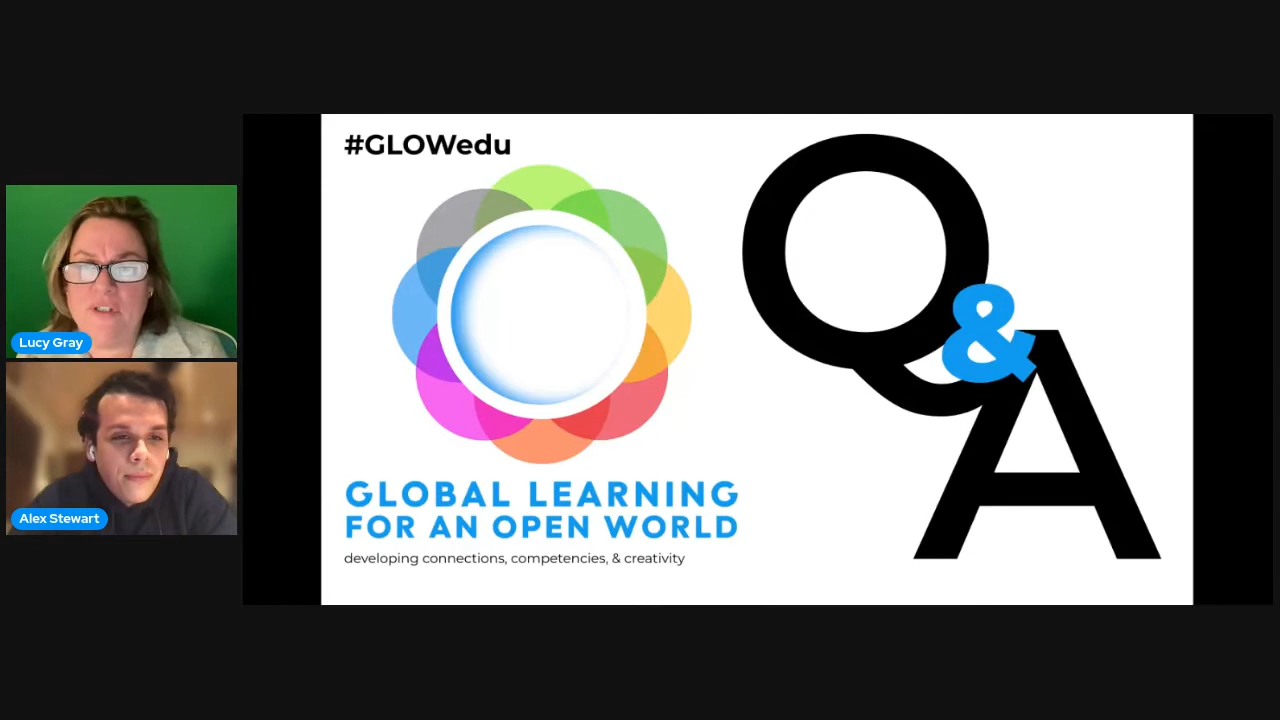 #GLOWedu
Q&A
GLOBAL LEARNING
FOR AN OPEN WORLD
developing connections, competencies, & creativity
Lucy Gray
Alex Stewart